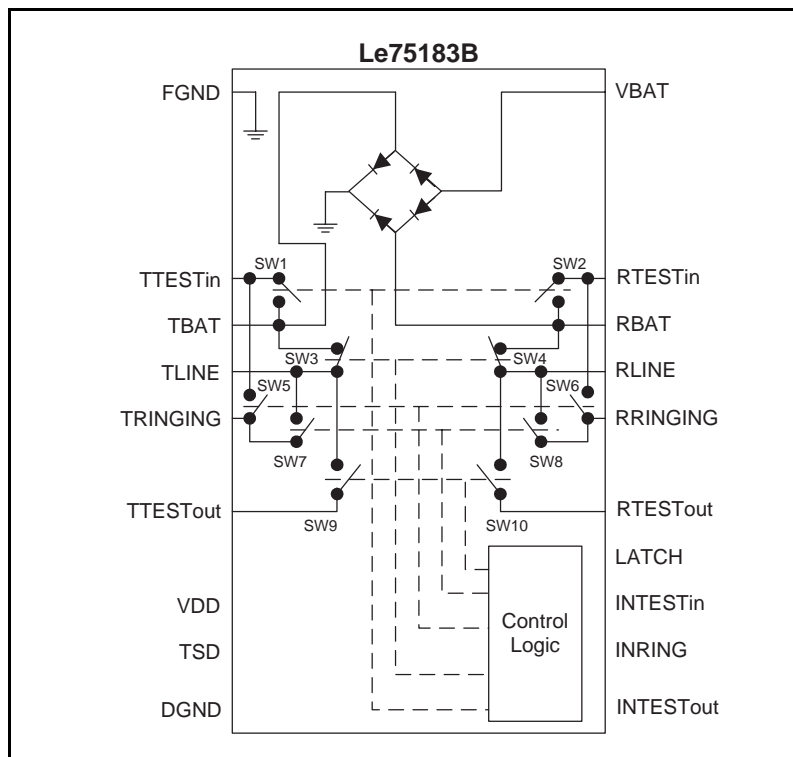 Le75183B
FGND
VBAT
SW1
SW2
TTESTin
RTESTin
TBAT
RBAT
SW3
SW4
TLINE
RLINE
SW5
SW6
TRINGING
RRINGING
SW7
SW8
TTESTout
RTESTout
SW9
SW10
LATCH
VDD
INTESTin
Control
Logic
TSD
INRING
DGND
INTESTout